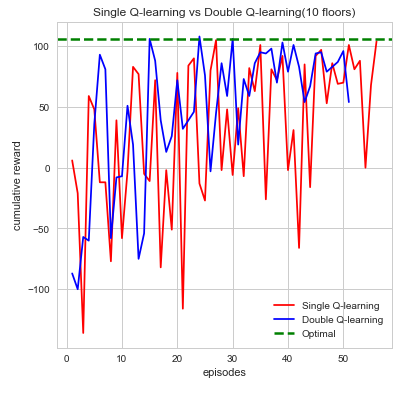 Single Q-learning vs Double Q-learning(10 floors)
100
50
0
−50
−100
cumulative reward
Single Q-learning
Double Q-learning
Optimal
0
10
20
30
40
50
episodes